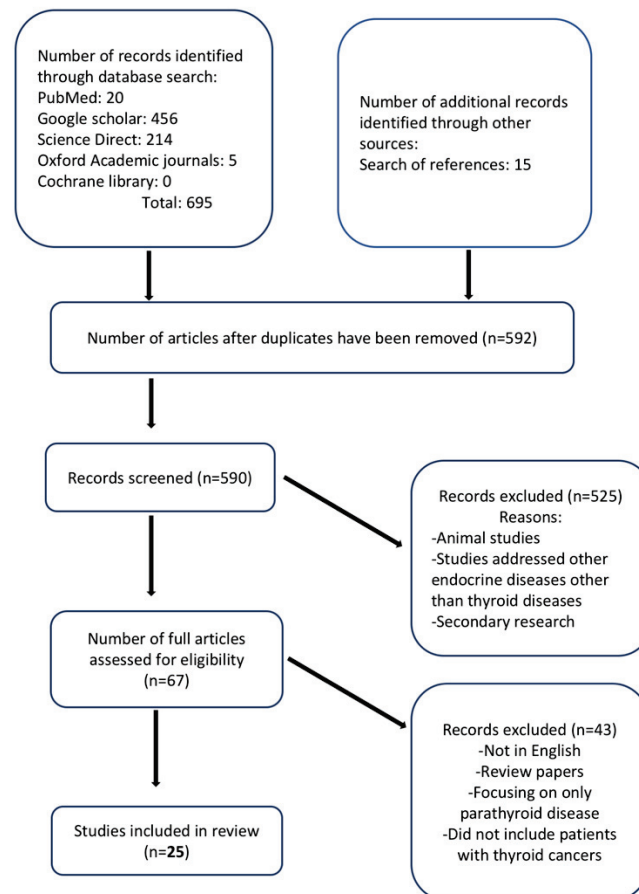 Number of records identified
through database search:
PubMed: 20
Google scholar: 456
Science Direct: 214
Oxford Academic journals: 5
Cochrane library: 0
Total: 695
Number of additional records
identified through other
sources:
Search of references: 15
Number of articles after duplicates have been removed (n=592)
Records screened (n=590)
Records excluded (n=525)
Reasons:
-Animal studies
-Studies addressed other
endocrine diseases other
than thyroid diseases
-Secondary research
Number of full articles
assessed for eligibility
(n=67)
Records excluded (n=43)
-Not in English
-Review papers
-Focusing on only
parathyroid disease
-Did not include patients
with thyroid cancers
Studies included in review
(n=25)